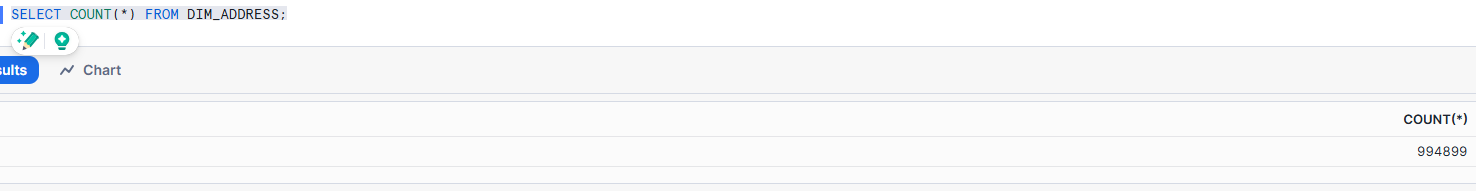 SELECT COUNT(*) FROM DIM_ADDRESS;
sults Chart
COUNT(*)
994899